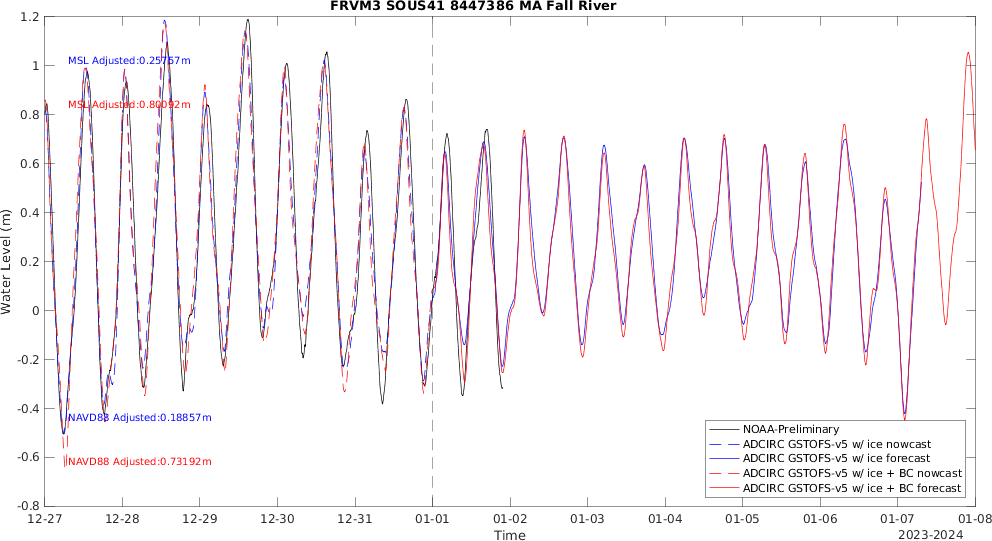 FRVM3 SOUS41 8447386 MA Fall River
Water Level (m)
1.2
1
0.8
0.6
0.4
0.2
0
-0.2
-0.4
-0.6
-0.8
MSL Adjusted:0.25767m
MSL Adjusted:0.80092m
NAVD88 Adjusted:0.18857m
NAVD88 Adjusted:0.73192m
NOAA-Preliminary
ADCIRC GSTOFS-v5 w/ ice nowcast
ADCIRC GSTOFS-v5 w/ ice forecast
ADCIRC GSTOFS-v5 w/ ice + BC nowcast
ADCIRC GSTOFS-v5 w/ ice + BC forecast
12-27 12-28 12-29 12-30 12-31 01-01 01-02 01-03 01-04 01-05 01-06 01-07 01-08
Time
2023-2024